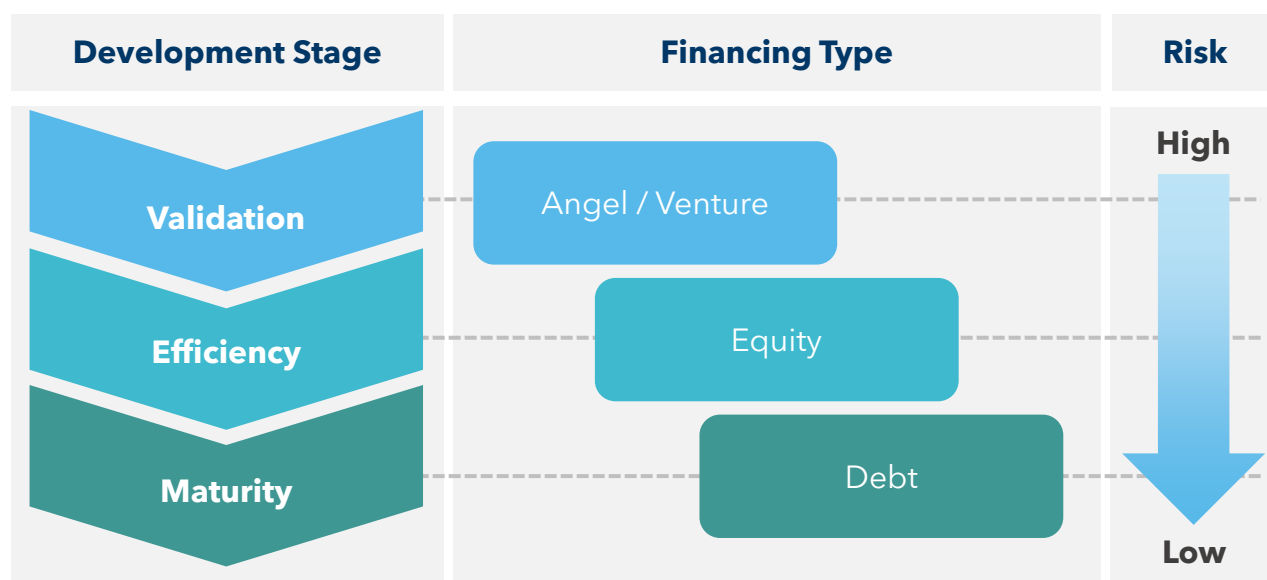 Development Stage
Financing Type
Risk
High
Validation
Angel / Venture
Efficiency
Equity
Maturity
Debt
Low